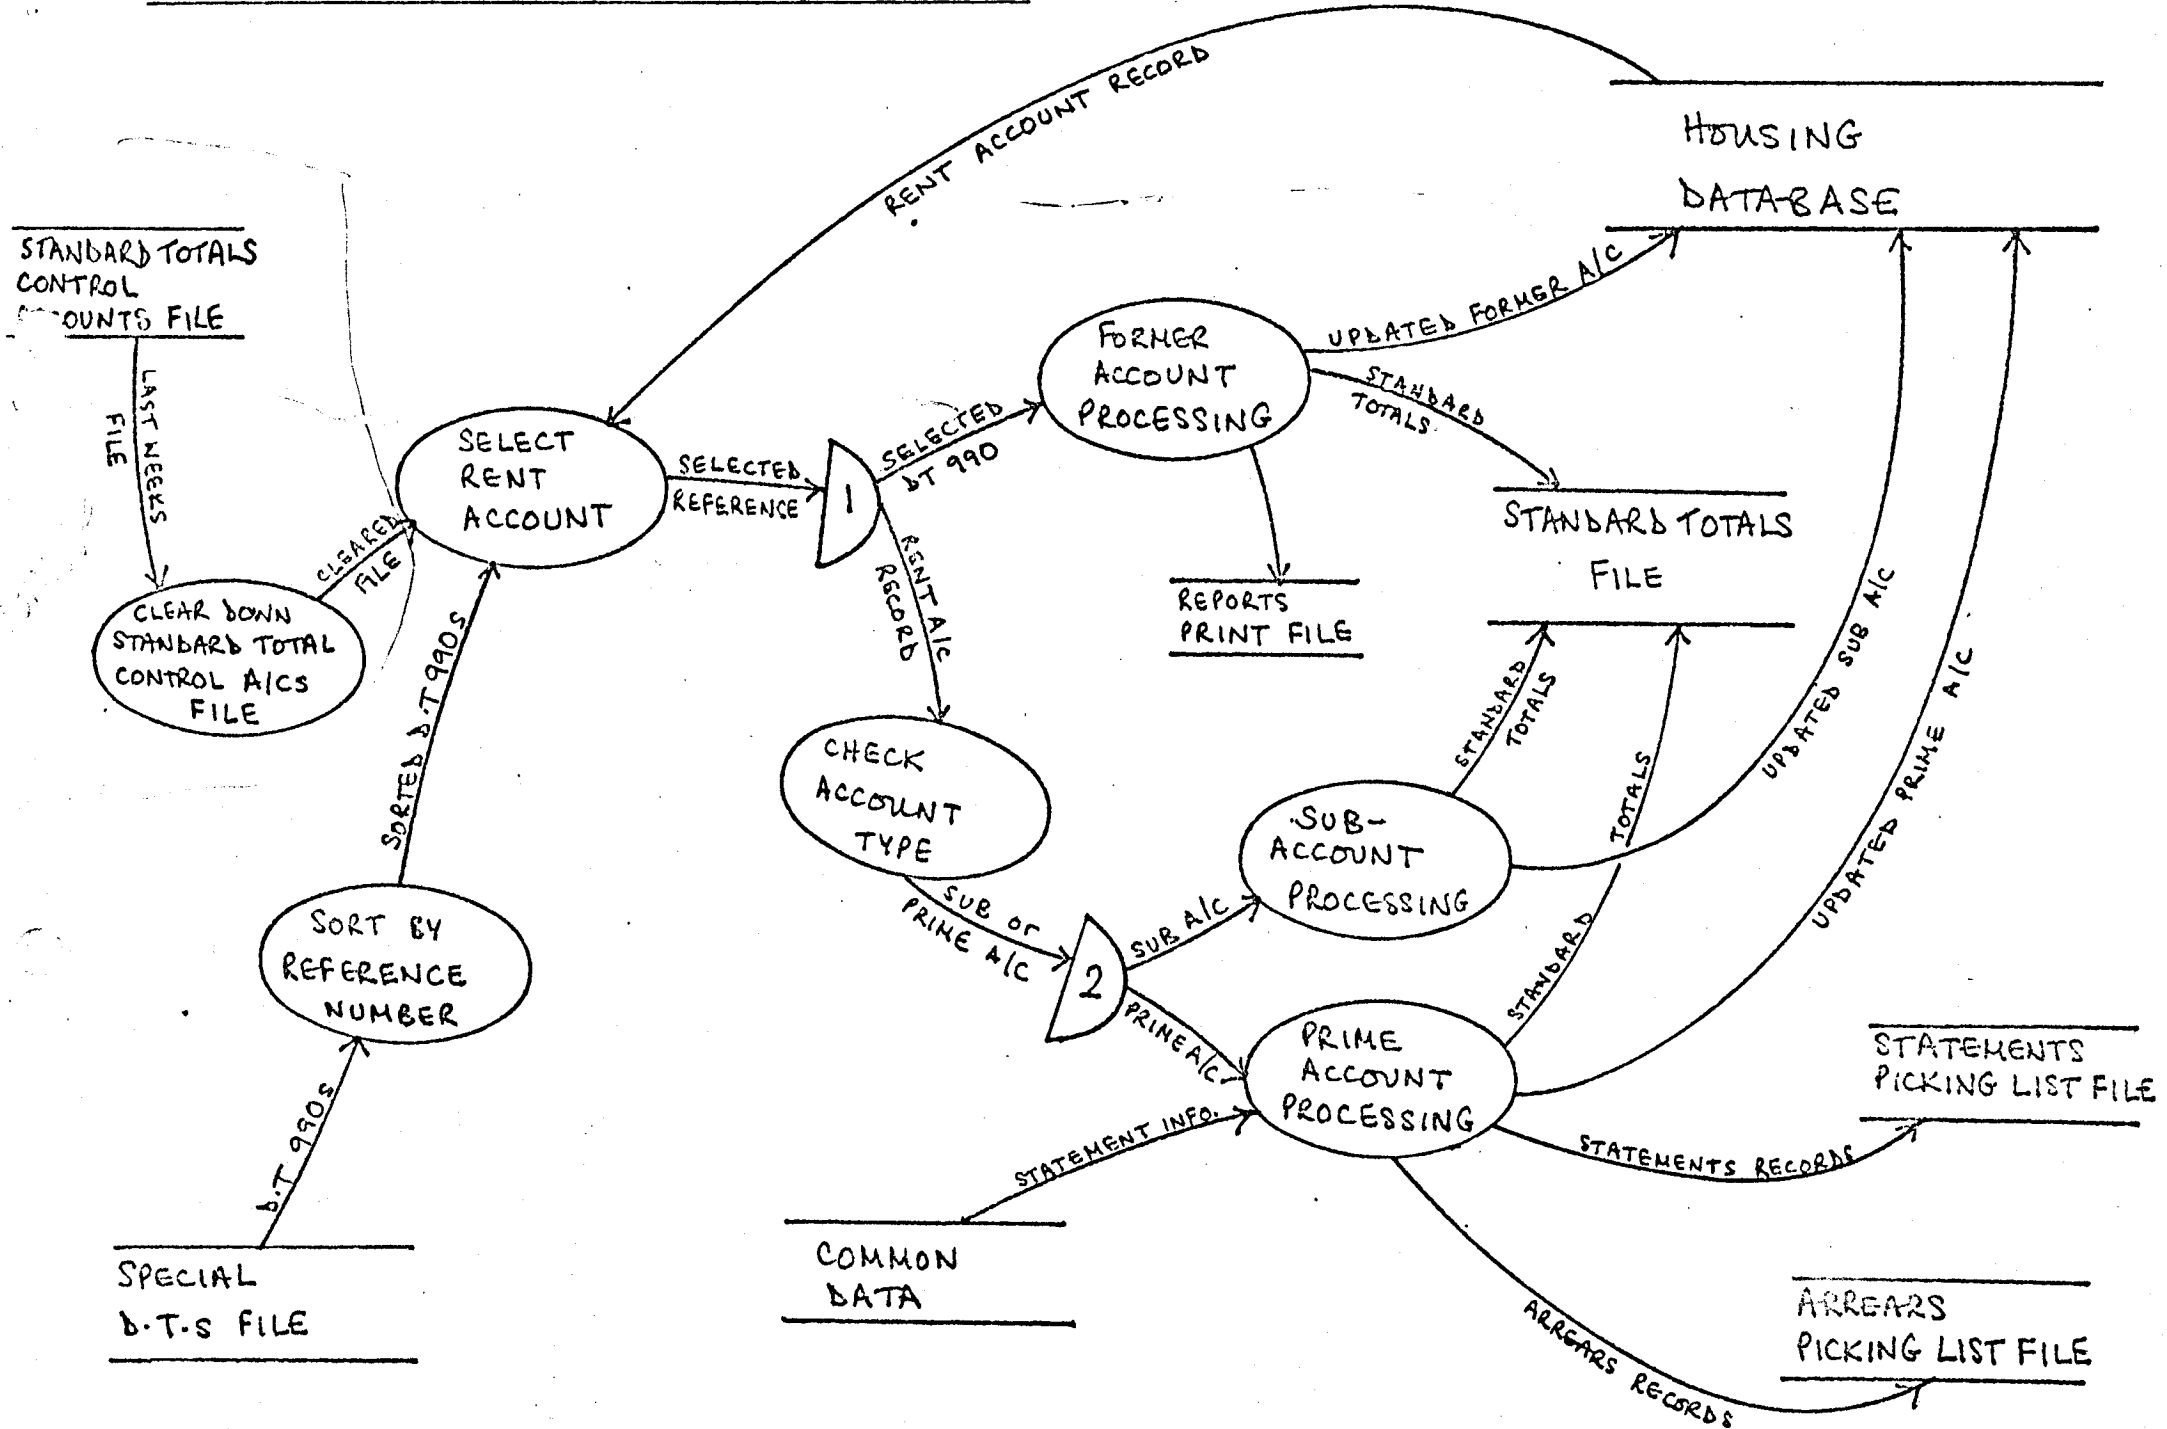 RENT ACCOUNT RECORD
HOUSING
DATABASE
STANDARD TOTALS
CONTROL
FILE
LAST WEEKS
FILE
CLEAR DOWN
STANDARD TOTAL
CONTROL A/CS
FILE
CLEARED
FILE
SELECT
RENT
ACCOUNT
SELECTED
REFERENCE
1
SELECTED
DT 990
FORMER
ACCOUNT
PROCESSING
UPDATED FORMER A/C
STANDARD
TOTALS
STANDARD TOTALS
FILE
REPORTS
PRINT FILE
RENT A/C
RECORD
CHECK
ACCOUNT
TYPE
SUB or
PRIME A/C
2
SUB A/C
PRIME A/C
SUB-
ACCOUNT
PROCESSING
STANDARD
TOTALS
UPDATED SUB A/C
STANDARD TOTALS
UPDATED PRIME A/C
PRIME
ACCOUNT
PROCESSING
STATEMENTS RECORDS
STATEMENTS
PICKING LIST FILE
ARREARS RECORDS
ARREARS
PICKING LIST FILE
STATEMENT INFO.
COMMON
DATA
SORTED D.T 990s
SORT BY
REFERENCE
NUMBER
D.T 990s
SPECIAL
D.T.S FILE